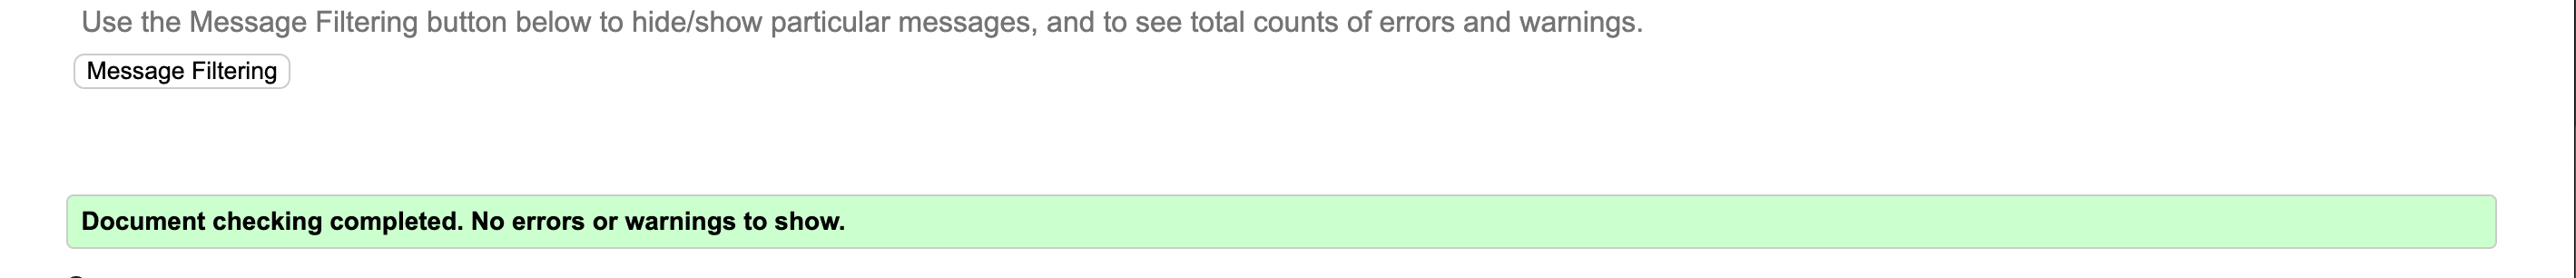 Use the Message Filtering button below to hide/show particular messages, and to see total counts of errors and warnings.
Message Filtering
Document checking completed. No errors or warnings to show.